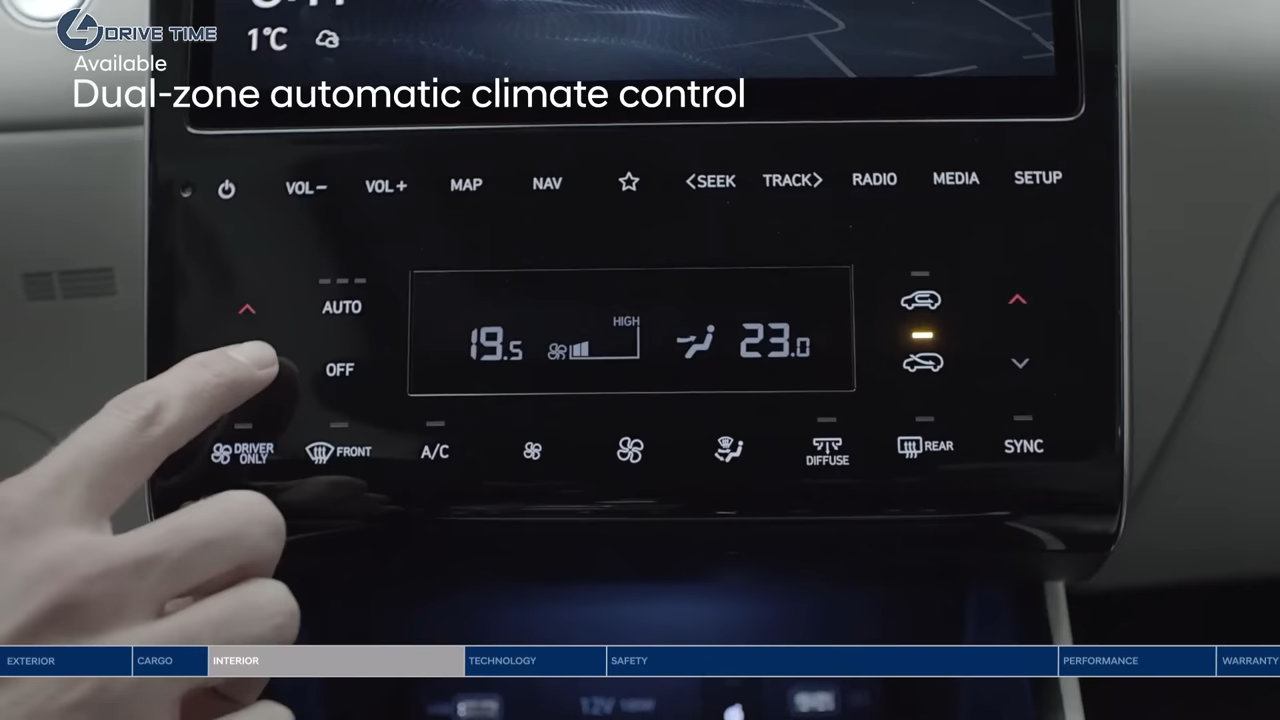 DRIVE TIME
1°C
Available
Dual-zone automatic climate control
VOL− VOL+ MAP NAV <SEEK TRACK> RADIO MEDIA SETUP
AUTO
HIGH
19.5 23.0
OFF
DRIVER ONLY FRONT A/C DIFFUSE REAR SYNC
EXTERIOR CARGO INTERIOR TECHNOLOGY SAFETY PERFORMANCE WARRANTY
12V